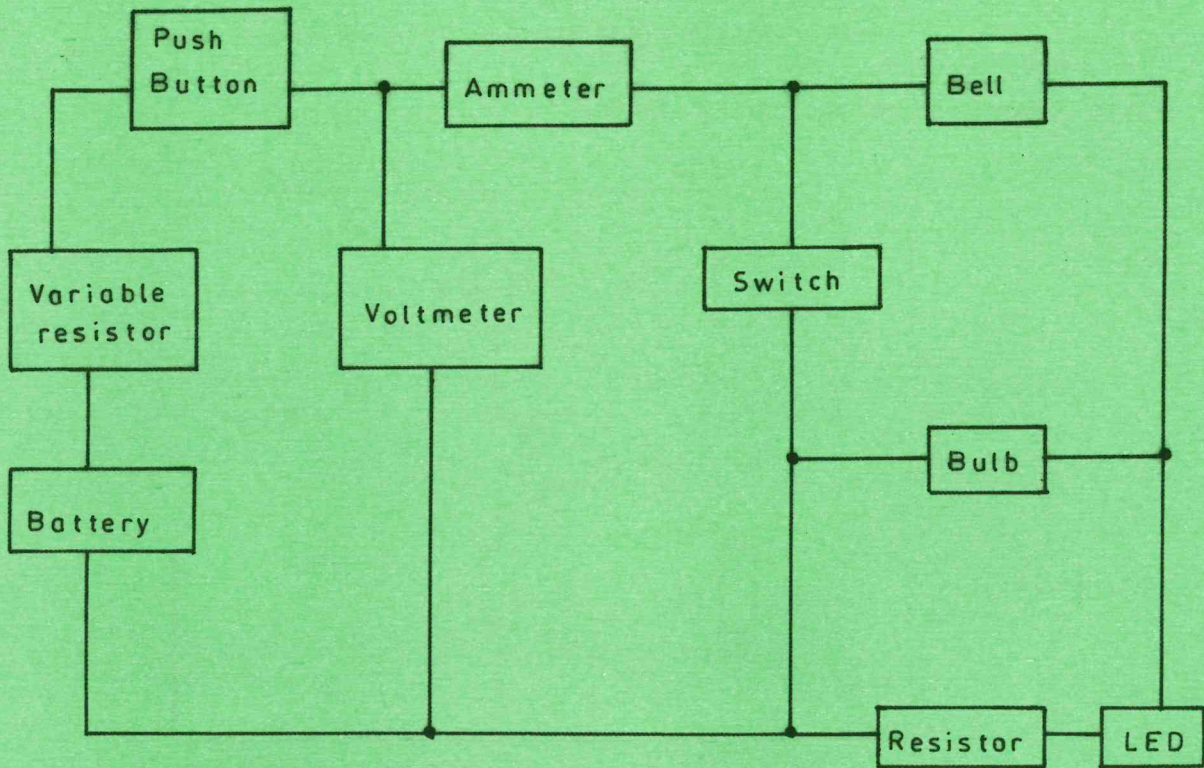 Push
Button
Ammeter
Bell
Variable
resistor
Voltmeter
Switch
Battery
Bulb
Resistor
LED